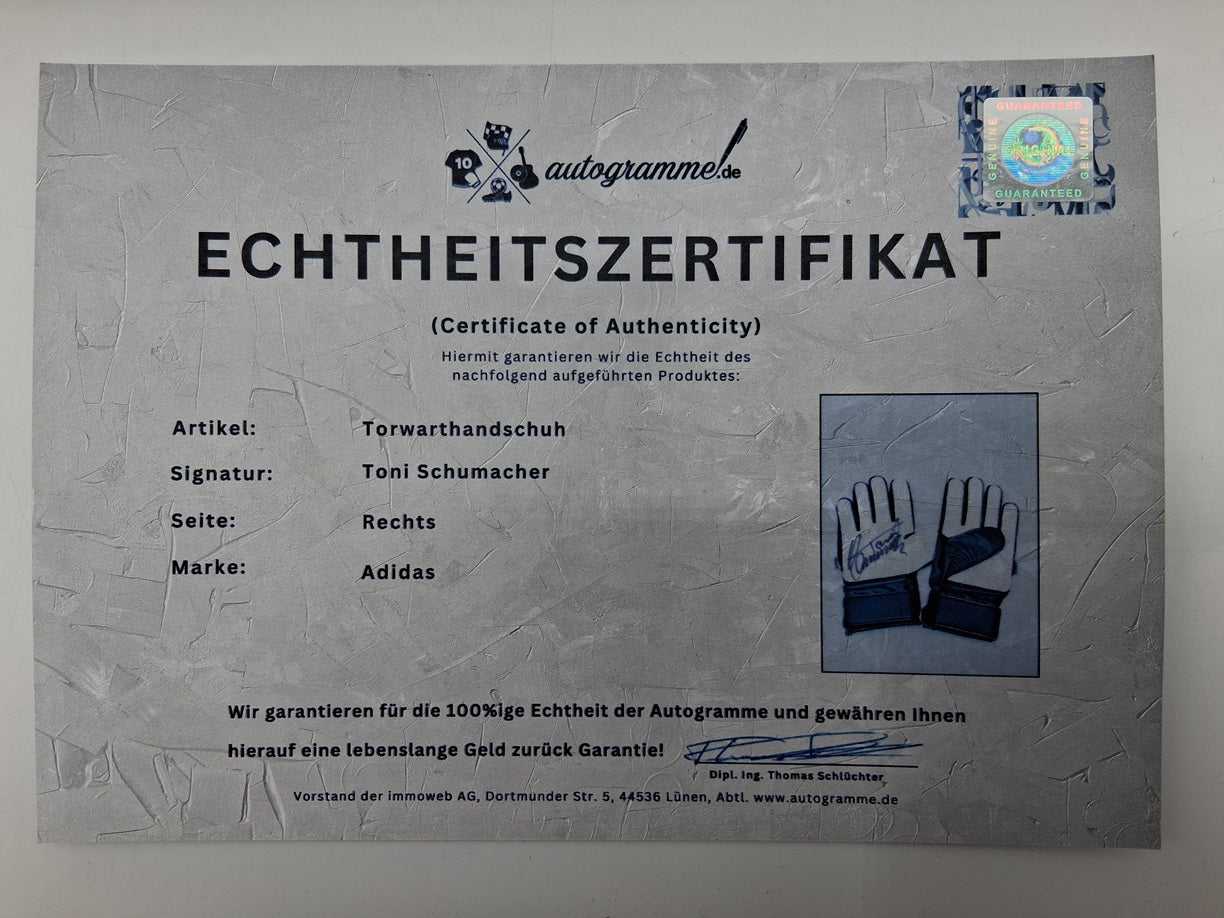 10
autogramme.de
GUARANTEED
GENUINE
ORIGINAL
GENUINE
GUARANTEED
ECHTHEITSZERTIFIKAT
(Certificate of Authenticity)
Hiermit garantieren wir die Echtheit des
nachfolgend aufgeführten Produktes:
Artikel: Torwarthandschuh
Signatur: Toni Schumacher
Seite: Rechts
Marke: Adidas
Wir garantieren für die 100%ige Echtheit der Autogramme und gewähren Ihnen
hierauf eine lebenslange Geld zurück Garantie!
Dipl. Ing. Thomas Schlüchter
Vorstand der immoweb AG, Dortmunder Str. 5, 44536 Lünen, Abtl. www.autogramme.de